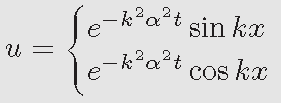 u = { e^{-k^2 α^2 t} sin kx
e^{-k^2 α^2 t} cos kx